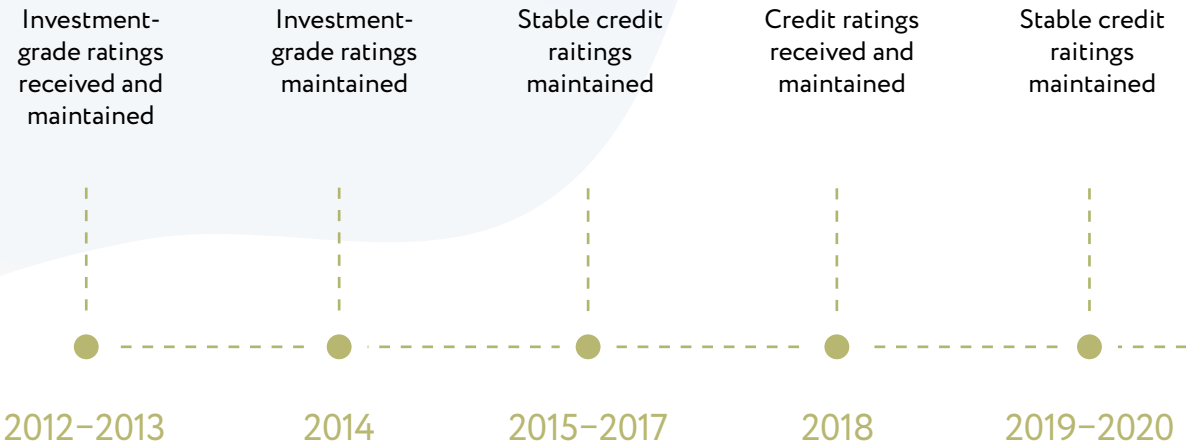 Investment-
grade ratings
received and
maintained
Investment-
grade ratings
maintained
Stable credit
raitings
maintained
Credit ratings
received and
maintained
Stable credit
raitings
maintained
2012–2013
2014
2015–2017
2018
2019–2020